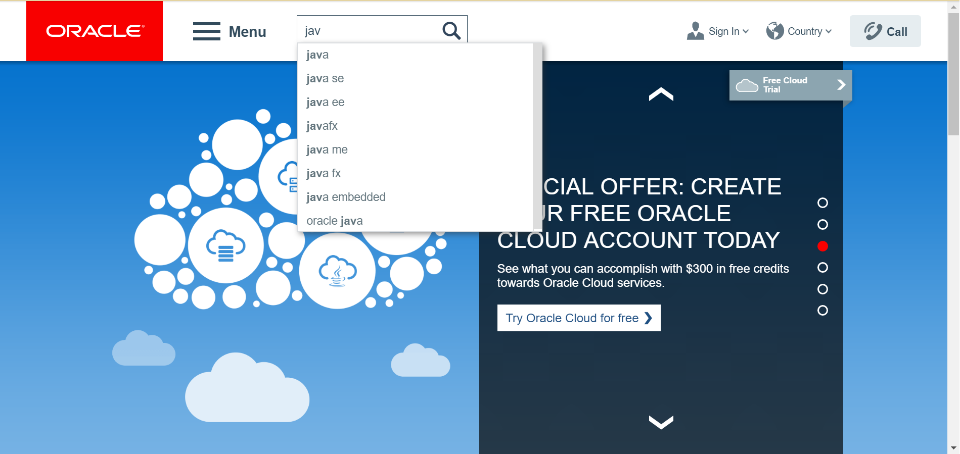 ORACLE®
Menu
jav
Sign In
Country
Call
java
java se
java ee
javafx
java me
java fx
java embedded
oracle java
Free Cloud
Trial
CIAL OFFER: CREATE
UR FREE ORACLE
CLOUD ACCOUNT TODAY
See what you can accomplish with $300 in free credits
towards Oracle Cloud services.
Try Oracle Cloud for free